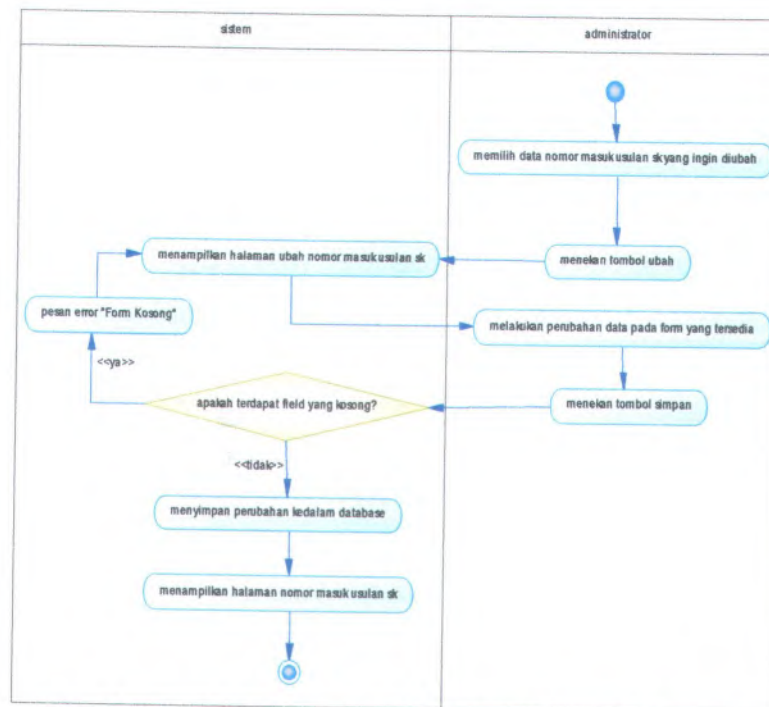 sistem
administrator
memilih data nomor masuk usulan sk yang ingin diubah
menampilkan halaman ubah nomor masuk usulan sk
menekan tombol ubah
pesan error "Form Kosong"
melakukan perubahan data pada form yang tersedia
<<ya>>
apakah terdapat field yang kosong?
menekan tombol simpan
<<tidak>>
menyimpan perubahan kedalam database
menampilkan halaman nomor masuk usulan sk